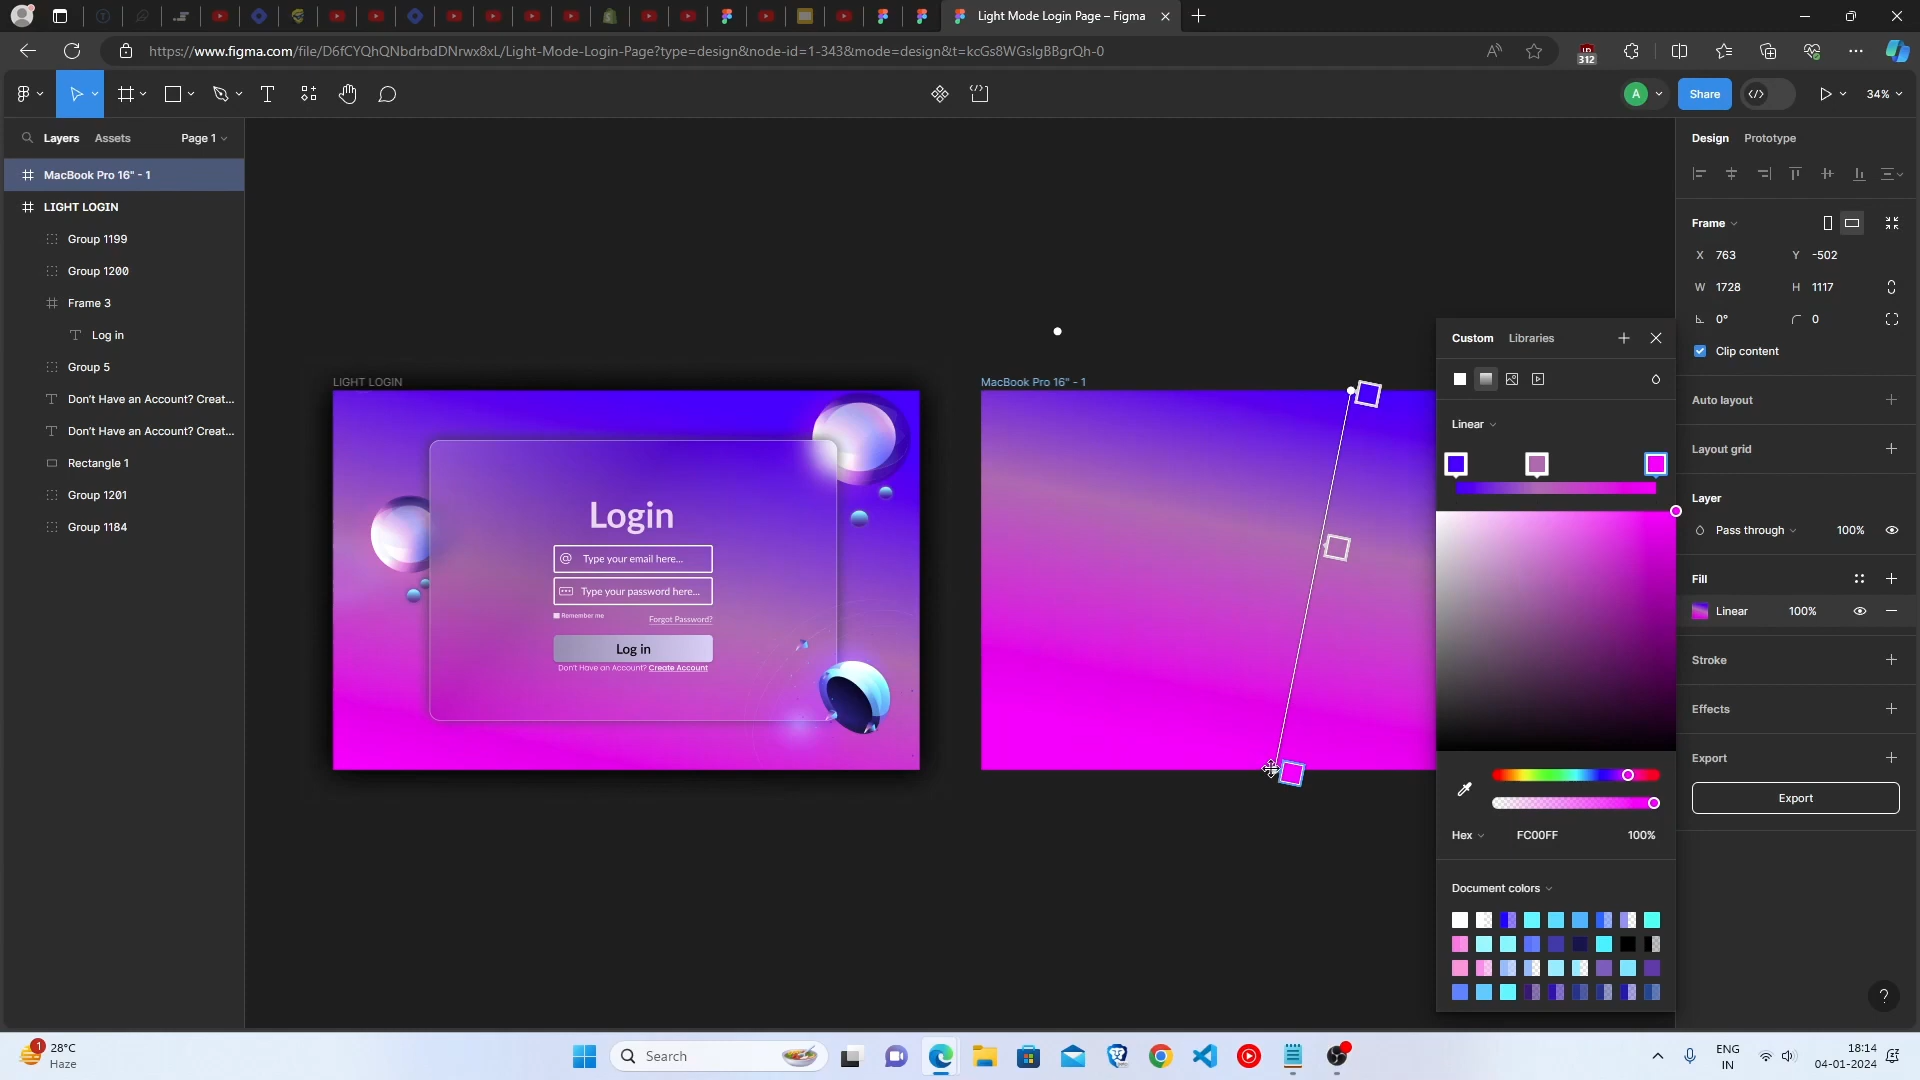 Light Mode Login Page – Figma
https://www.figma.com/file/D6fCYQhQNbdrbdDNrwx8xL/Light-Mode-Login-Page?type=design&node-id=1-343&mode=design&t=kcGs8WGsIgBBgrQh-0
312
A
Share
34%
Layers
Assets
Page 1
MacBook Pro 16" - 1
LIGHT LOGIN
Group 1199
Group 1200
Frame 3
Log in
Group 5
Don't Have an Account? Creat...
Don't Have an Account? Creat...
Rectangle 1
Group 1201
Group 1184
LIGHT LOGIN
Login
@ Type your email here...
Type your password here...
Remember me
Forgot Password?
Log in
Don't Have an Account? Create Account
MacBook Pro 16" - 1
Custom
Libraries
Linear
Hex
FC00FF
100%
Document colors
Design
Prototype
Frame
X 763
Y -502
W 1728
H 1117
0°
0
Clip content
Auto layout
Layout grid
Layer
Pass through
100%
Fill
Linear
100%
Stroke
Effects
Export
Export
?
1
28°C
Haze
Search
ENG
IN
18:14
04-01-2024